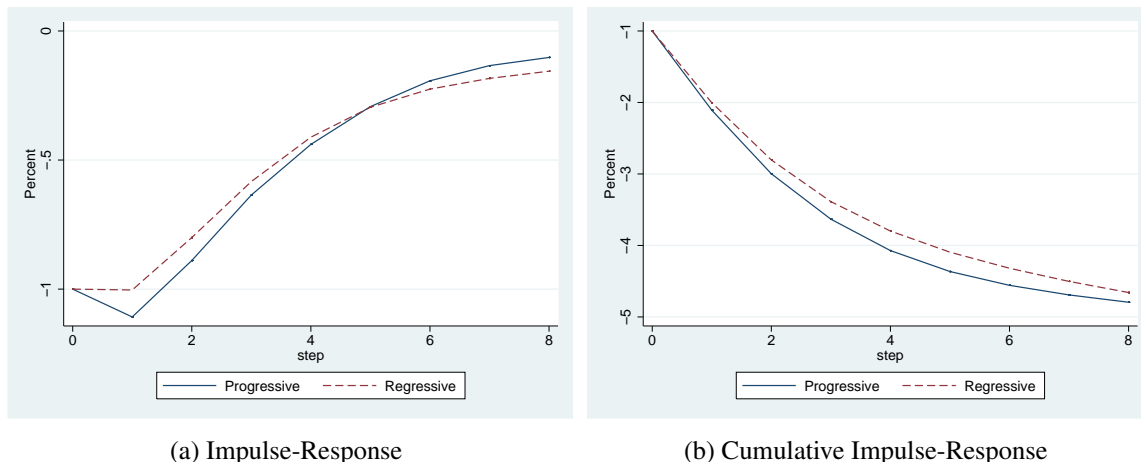 0
-.5
-1
Percent
0 2 4 6 8
step
Progressive Regressive
(a) Impulse-Response
-1
-2
-3
-4
-5
Percent
0 2 4 6 8
step
Progressive Regressive
(b) Cumulative Impulse-Response